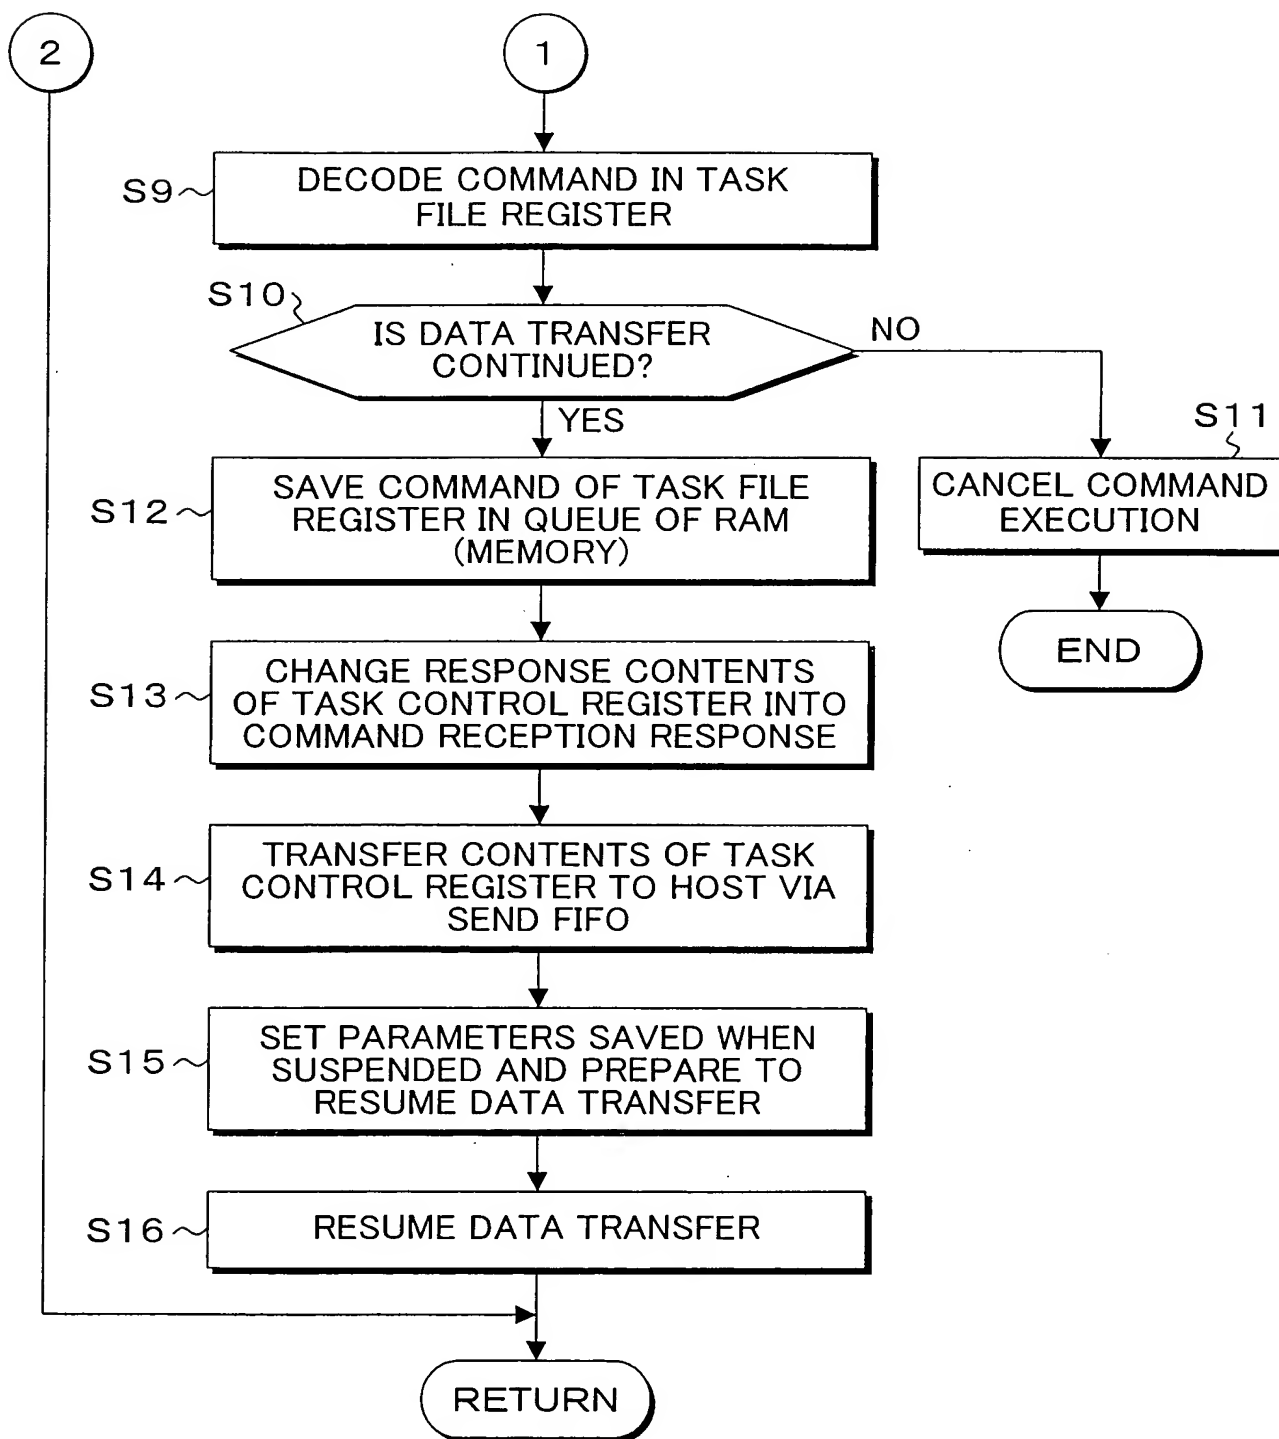 2
1
S9
DECODE COMMAND IN TASK
FILE REGISTER
S10
IS DATA TRANSFER
CONTINUED?
NO
YES
S11
CANCEL COMMAND
EXECUTION
END
S12
SAVE COMMAND OF TASK FILE
REGISTER IN QUEUE OF RAM
(MEMORY)
S13
CHANGE RESPONSE CONTENTS
OF TASK CONTROL REGISTER INTO
COMMAND RECEPTION RESPONSE
S14
TRANSFER CONTENTS OF TASK
CONTROL REGISTER TO HOST VIA
SEND FIFO
S15
SET PARAMETERS SAVED WHEN
SUSPENDED AND PREPARE TO
RESUME DATA TRANSFER
S16
RESUME DATA TRANSFER
RETURN